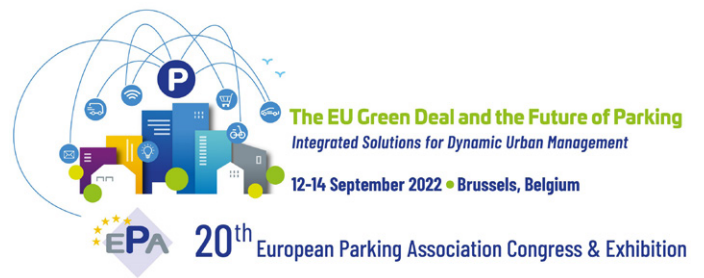 P
The EU Green Deal and the Future of Parking
Integrated Solutions for Dynamic Urban Management
12-14 September 2022 • Brussels, Belgium
EPA
20th European Parking Association Congress & Exhibition